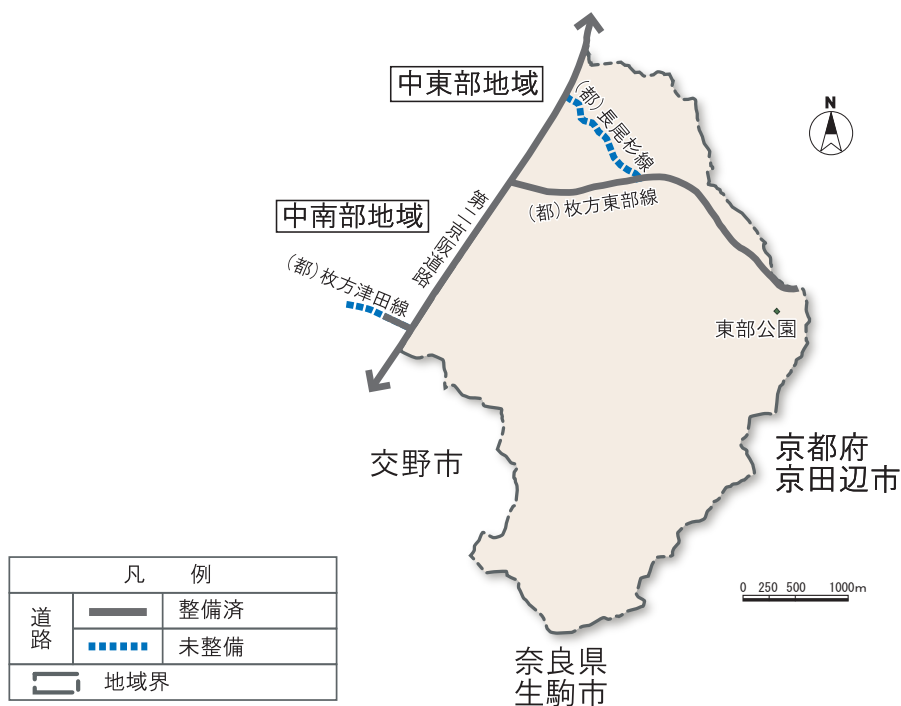 中東部地域
(都)長尾杉線
N
中南部地域
第二京阪道路
(都)枚方東部線
(都)枚方津田線
東部公園
交野市
京都府
京田辺市
凡 例
道路
整備済
未整備
地域界
0 250 500 1000m
奈良県
生駒市